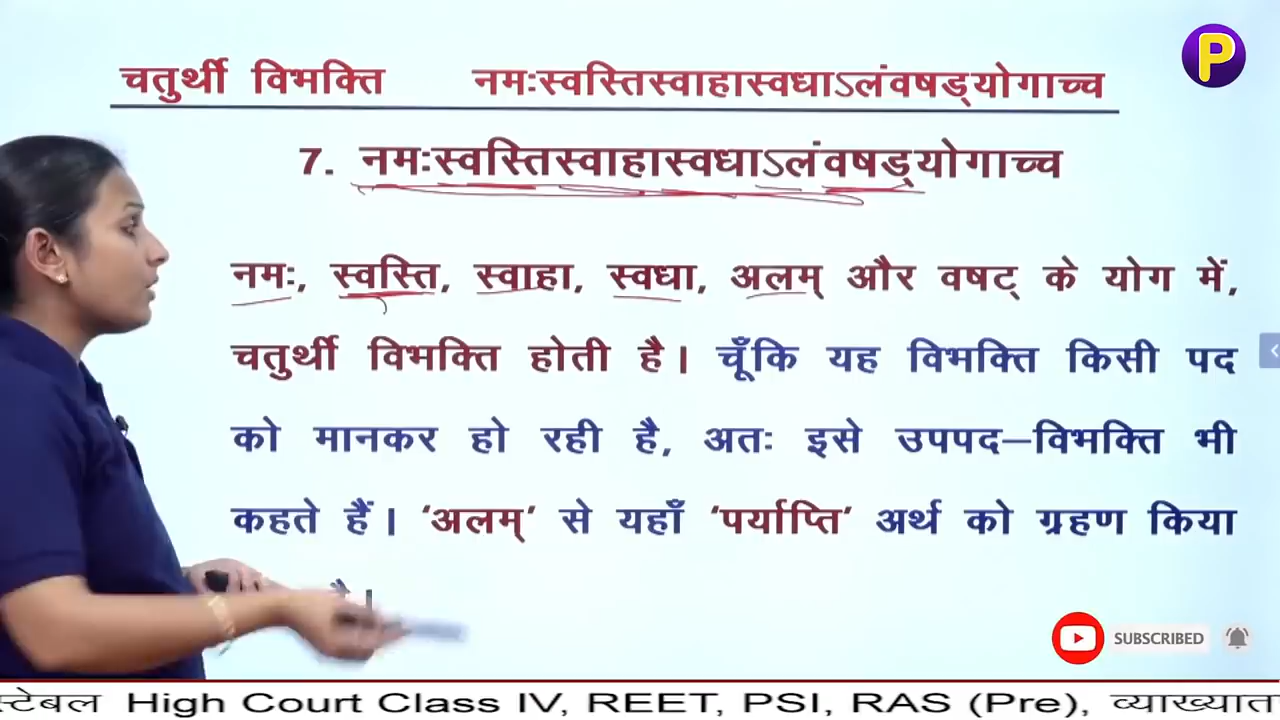 चतुर्थी विभक्ति नमःस्वस्तिस्वाहास्वधाऽलंवषड्योगाच्च
P
7. नमःस्वस्तिस्वाहास्वधाऽलंवषड्योगाच्च
नमः, स्वस्ति, स्वाहा, स्वधा, अलम् और वषट् के योग में,
चतुर्थी विभक्ति होती है। चूँकि यह विभक्ति किसी पद
को मानकर हो रही है, अतः इसे उपपद–विभक्ति भी
कहते हैं। ‘अलम्’ से यहाँ ‘पर्याप्ति’ अर्थ को ग्रहण किया
SUBSCRIBED
High Court Class IV, REET, PSI, RAS (Pre),